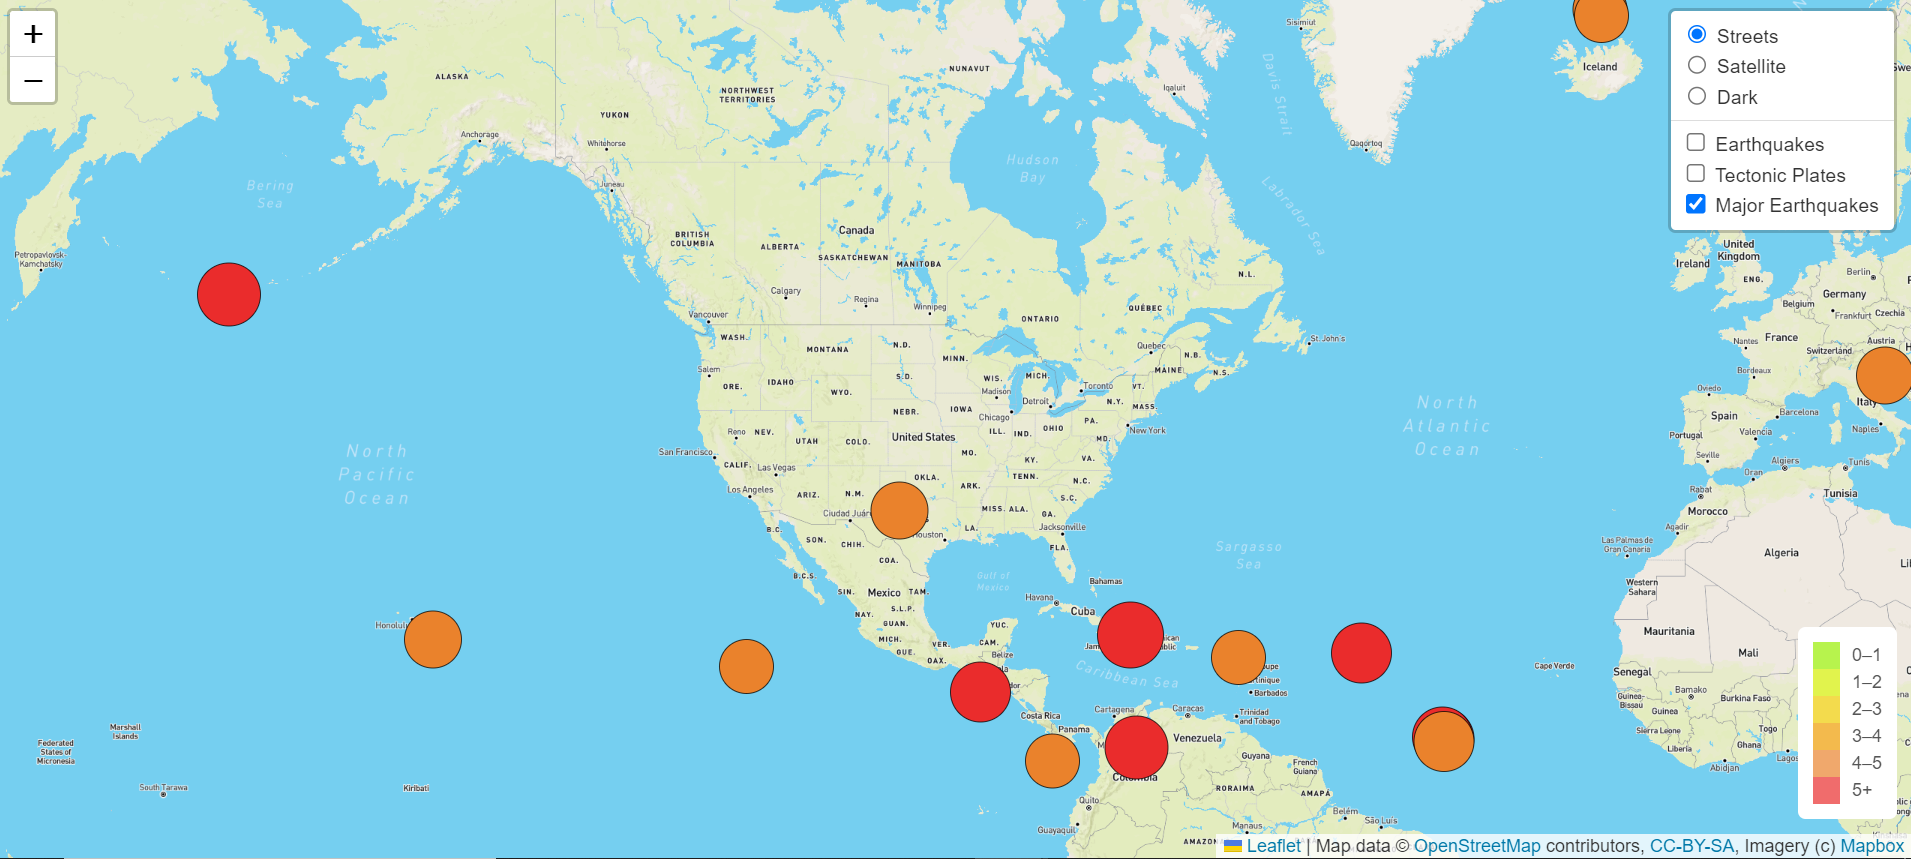 +
−
Streets
Satellite
Dark
Earthquakes
Tectonic Plates
Major Earthquakes
Sisimiut
Iceland
ALASKA
NUNAVUT
NORTHWEST
TERRITORIES
Iqaluit
Davis Strait
YUKON
Anchorage
Whitehorse
Qaqortoq
Hudson
Bay
Juneau
Bering
Sea
Labrador Sea
Canada
BRITISH
COLUMBIA
ALBERTA
SASKATCHEWAN
MANITOBA
Petropavlovsk-
Kamchatsky
N.L.
United
Kingdom
Ireland
ENG.
Berlin
Germany
Belgium
Frankfurt
Czechia
Calgary
Regina
Winnipeg
Vancouver
ONTARIO
QUÉBEC
WASH.
MONTANA
N.D.
MINN.
Quebec
N.B.
MAINE
N.S.
St. John's
France
Nantes
Switzerland
Austria
Bordeaux
Salem
ORE.
IDAHO
WYO.
S.D.
WIS.
Madison
MICH.
Toronto
Detroit
VT.
N.Y.
MASS.
Oviedo
Italy
NEBR.
IOWA
Chicago
ILL.
IND.
OHIO
PA.
MD.
New York
North
Atlantic
Ocean
Spain
Barcelona
Portugal
Valencia
Naples
Seville
Reno
NEV.
UTAH
COLO.
United States
MO.
KY.
VA.
San Francisco
CALIF.
Las Vegas
North
Pacific
Ocean
OKLA.
ARK.
TENN.
N.C.
S.C.
Algiers
Oran
Tunis
Tunisia
Los Angeles
ARIZ.
N.M.
MISS.
ALA.
GA.
Rabat
Morocco
Ciudad Juár
B.C.
SON.
CHIH.
LA.
Jacksonville
Agadir
Houston
FLA.
Sargasso
Sea
Las Palmas de
Gran Canaria
Algeria
COA.
B.C.S.
Gulf of
Mexico
Bahamas
Western
Sahara
SIN.
Mexico
TAM.
Havana
Cuba
S.L.P.
NAY.
GUAN.
YUC.
Honolulu
MICH.
VER.
CAM.
GUE.
OAX.
Belize
Mauritania
Mali
Caribbean Sea
Barbados
Cape Verde
Senegal
Bamako
Guinea-
Bissau
Burkina Faso
Guinea
Cartagena
Caracas
Trinidad
and Tobago
Costa Rica
Panama
Venezuela
Sierra Leone
Togo
Ghana
Liberia
Lagos
Abidjan
Marshall
Islands
Federated
States of
Micronesia
Guyana
French
Guiana
Colombia
South Tarawa
Kiribati
RORAIMA
AMAPÁ
Quito
Guayaquil
Belém
São Luís
Manaus
0–1
1–2
2–3
3–4
4–5
5+
Leaflet | Map data © OpenStreetMap contributors, CC-BY-SA, Imagery (c) Mapbox